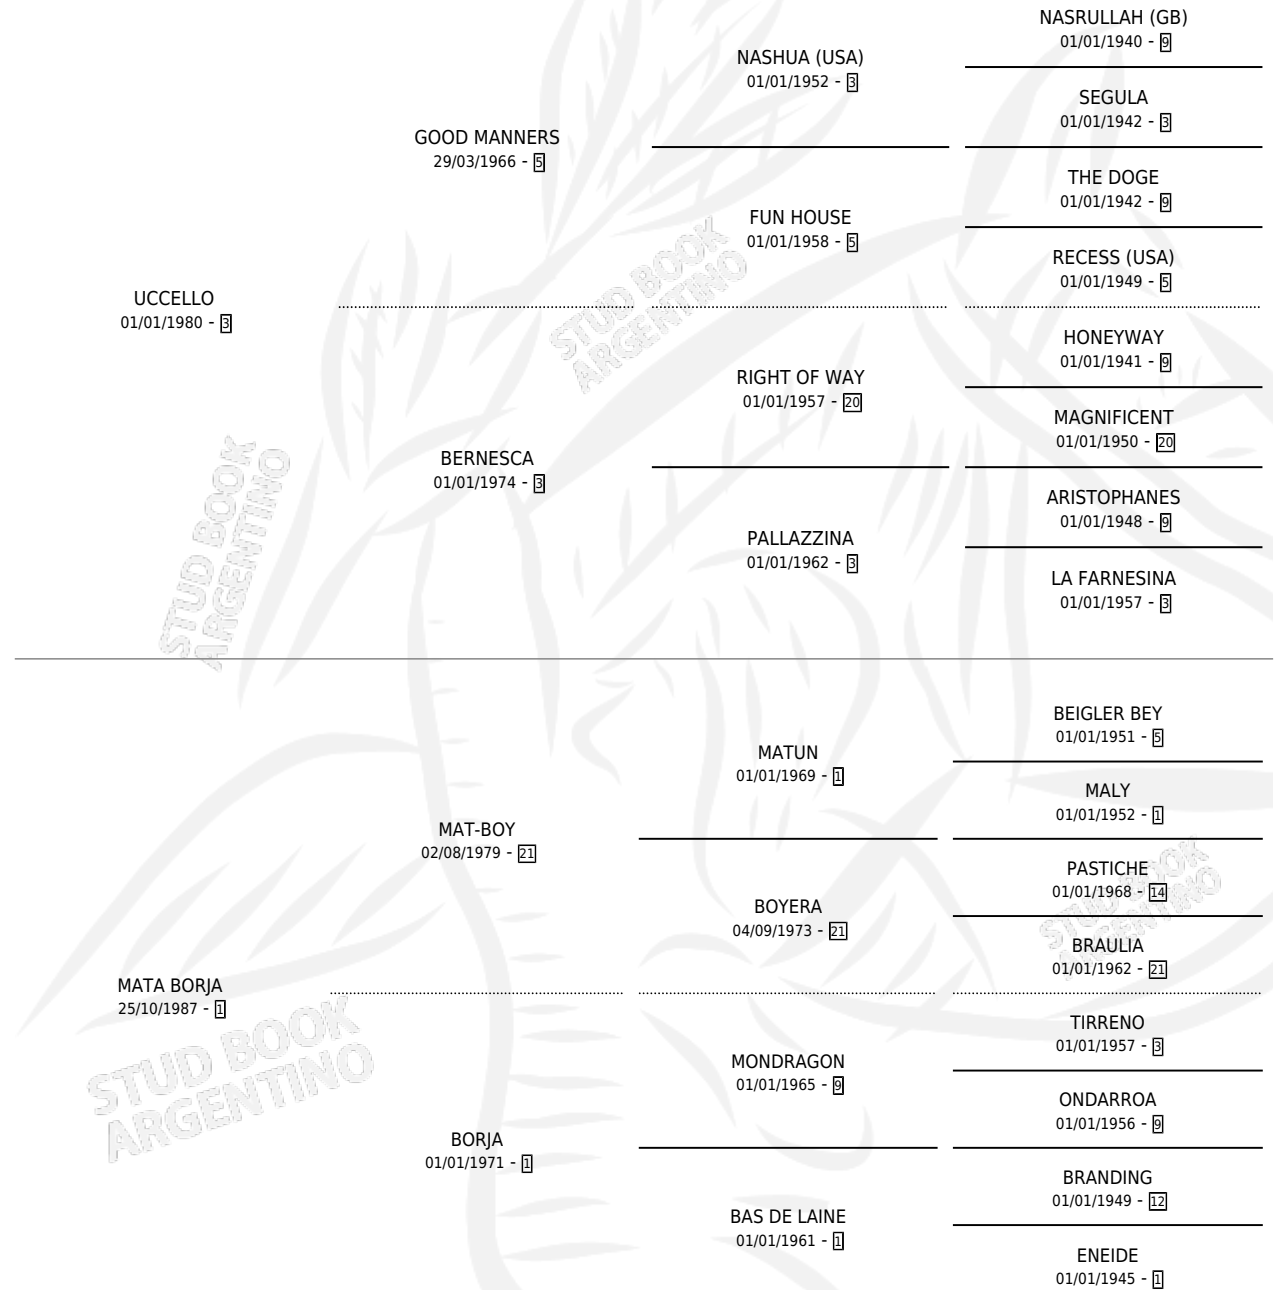 NASRULLAH (GB)
01/01/1940 - 9
NASHUA (USA)
01/01/1952 - 3
SEGULA
01/01/1942 - 3
GOOD MANNERS
29/03/1966 - 5
THE DOGE
01/01/1942 - 9
FUN HOUSE
01/01/1958 - 5
RECESS (USA)
01/01/1949 - 5
UCCELLO
01/01/1980 - 3
HONEYWAY
01/01/1941 - 9
RIGHT OF WAY
01/01/1957 - 20
MAGNIFICENT
01/01/1950 - 20
BERNESCA
01/01/1974 - 3
ARISTOPHANES
01/01/1948 - 9
PALLAZZINA
01/01/1962 - 3
LA FARNESINA
01/01/1957 - 3
BEIGLER BEY
01/01/1951 - 5
MATUN
01/01/1969 - 1
MALY
01/01/1952 - 1
MAT-BOY
02/08/1979 - 21
PASTICHE
01/01/1968 - 14
BOYERA
04/09/1973 - 21
BRAULIA
01/01/1962 - 21
MATA BORJA
25/10/1987 - 1
TIRRENO
01/01/1957 - 3
MONDRAGON
01/01/1965 - 9
ONDARROA
01/01/1956 - 9
BORJA
01/01/1971 - 1
BRANDING
01/01/1949 - 12
BAS DE LAINE
01/01/1961 - 1
ENEIDE
01/01/1945 - 1
STUD BOOK
ARGENTINO
STUD BOOK
ARGENTINO
STUD BOOK
ARGENTINO
STUD BOOK
ARGENTINO